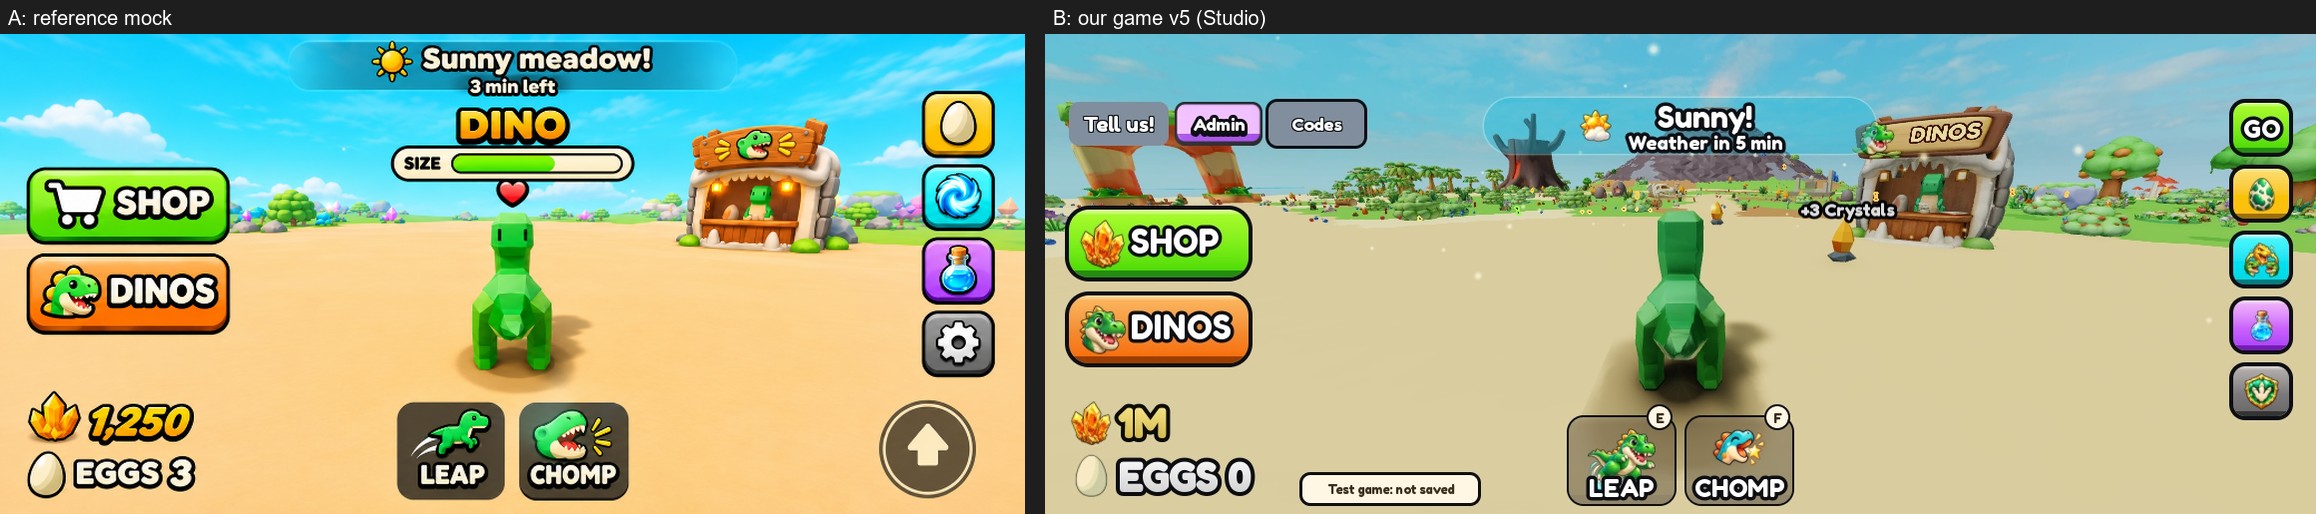 A: reference mock
Sunny meadow!
3 min left
DINO
SIZE
SHOP
DINOS
1,250
EGGS 3
LEAP
CHOMP
B: our game v5 (Studio)
Tell us!
Admin
Codes
Sunny!
Weather in 5 min
DINOS
GO
+3 Crystals
SHOP
DINOS
1M
EGGS 0
Test game: not saved
E
LEAP
F
CHOMP